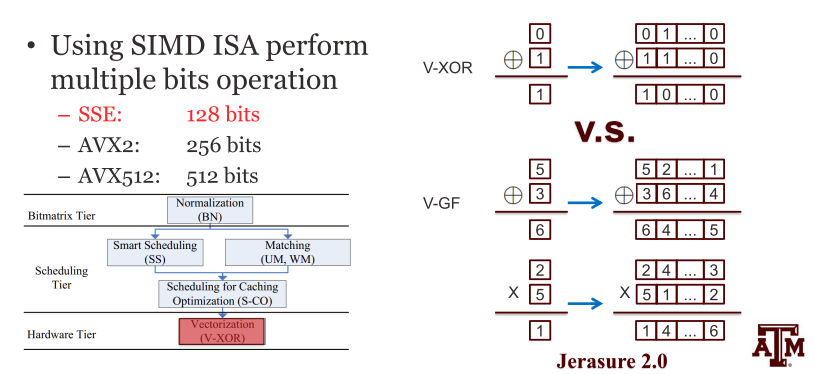 • Using SIMD ISA perform
multiple bits operation
– SSE: 128 bits
– AVX2: 256 bits
– AVX512: 512 bits
Bitmatrix Tier
Normalization
(BN)
Scheduling
Tier
Smart Scheduling
(SS)
Matching
(UM, WM)
Scheduling for Caching
Optimization (S-CO)
Hardware Tier
Vectorization
(V-XOR)
V-XOR
0
⊕ 1
1
0 1 ... 0
⊕ 1 1 ... 0
1 0 ... 0
V.S.
V-GF
5
⊕ 3
6
5 2 ... 1
⊕ 3 6 ... 4
6 4 ... 5
2
X 5
1
2 4 ... 3
X 5 1 ... 2
1 4 ... 6
Jerasure 2.0
ATM